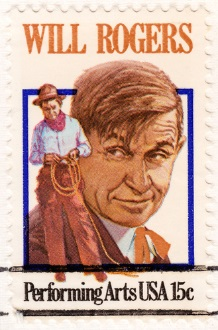 WILL ROGERS
Performing Arts USA 15c